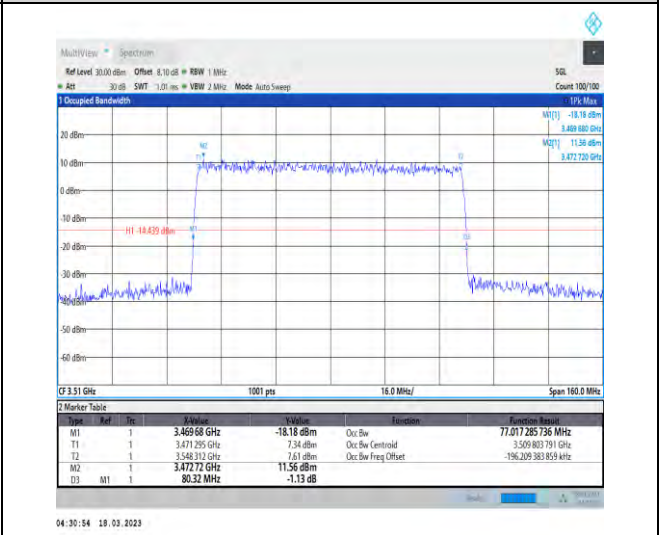 MultiView Spectrum
Ref Level 30.00 dBm Offset 8.10 dB RBW 1 MHz SGL
Att 30 dB SWT 1.01 ms VBW 2 MHz Mode Auto Sweep Count 100/100
1 Occupied Bandwidth 1Pk Max
M1[1] -18.18 dBm
3.469 680 GHz
M2[1] 11.56 dBm
3.472 720 GHz
20 dBm
M2
T1 T2
10 dBm
0 dBm
-10 dBm
H1 -14.439 dBm M1
D3
-20 dBm
-30 dBm
-40 dBm
-50 dBm
-60 dBm
CF 3.51 GHz 1001 pts 16.0 MHz/ Span 160.0 MHz
2 Marker Table
Type Ref Trc X-Value Y-Value Function Function Result
M1 1 3.469 68 GHz -18.18 dBm Occ Bw 77.017 285 736 MHz
T1 1 3.471 295 GHz 7.34 dBm Occ Bw Centroid 3.509 803 791 GHz
T2 1 3.548 312 GHz 7.61 dBm Occ Bw Freq Offset -196.209 383 859 kHz
M2 1 3.472 72 GHz 11.56 dBm
D3 M1 1 80.32 MHz -1.13 dB
04:30:54 18.03.2023